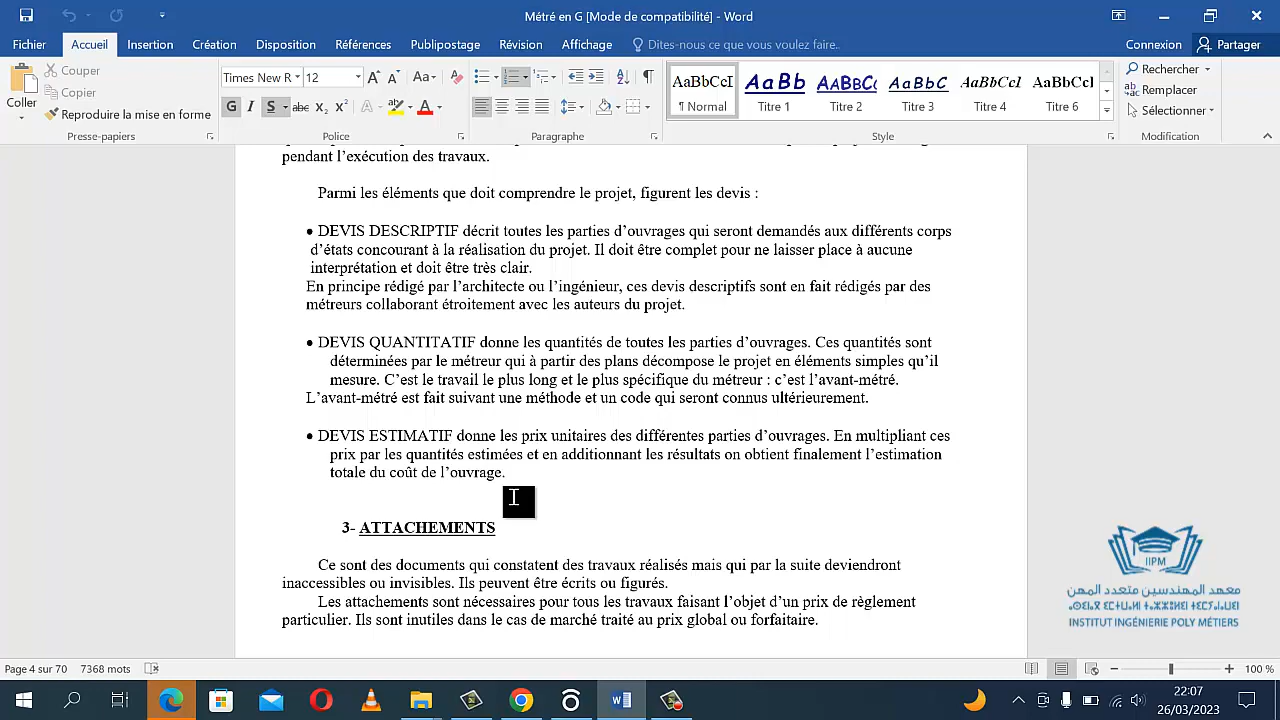 Métré en G [Mode de compatibilité] - Word
Fichier Accueil Insertion Création Disposition Références Publipostage Révision Affichage Dites-nous ce que vous voulez faire.. Connexion Partager
Coller
Couper
Copier
Reproduire la mise en forme
Presse-papiers
Times New R 12
Police
Paragraphe
AaBbCcI AaBb AABBCC AaBbC AaBbCcI AaBbCcI
¶ Normal Titre 1 Titre 2 Titre 3 Titre 4 Titre 6
Style
Rechercher
Remplacer
Sélectionner
Modification
pendant l’exécution des travaux.
Parmi les éléments que doit comprendre le projet, figurent les devis :
• DEVIS DESCRIPTIF décrit toutes les parties d’ouvrages qui seront demandés aux différents corps
d’états concourant à la réalisation du projet. Il doit être complet pour ne laisser place à aucune
interprétation et doit être très clair.
En principe rédigé par l’architecte ou l’ingénieur, ces devis descriptifs sont en fait rédigés par des
métreurs collaborant étroitement avec les auteurs du projet.
• DEVIS QUANTITATIF donne les quantités de toutes les parties d’ouvrages. Ces quantités sont
déterminées par le métreur qui à partir des plans décompose le projet en éléments simples qu’il
mesure. C’est le travail le plus long et le plus spécifique du métreur : c’est l’avant-métré.
L’avant-métré est fait suivant une méthode et un code qui seront connus ultérieurement.
• DEVIS ESTIMATIF donne les prix unitaires des différentes parties d’ouvrages. En multipliant ces
prix par les quantités estimées et en additionnant les résultats on obtient finalement l’estimation
totale du coût de l’ouvrage.
3- ATTACHEMENTS
Ce sont des documents qui constatent des travaux réalisés mais qui par la suite deviendront
inaccessibles ou invisibles. Ils peuvent être écrits ou figurés.
Les attachements sont nécessaires pour tous les travaux faisant l’objet d’un prix de règlement
particulier. Ils sont inutiles dans le cas de marché traité au prix global ou forfaitaire.
IIPM
معهد المهندسين متعدد المهن
INSTITUT INGÉNIERIE POLY MÉTIERS
Page 4 sur 70 7368 mots 100 %
22:07
26/03/2023